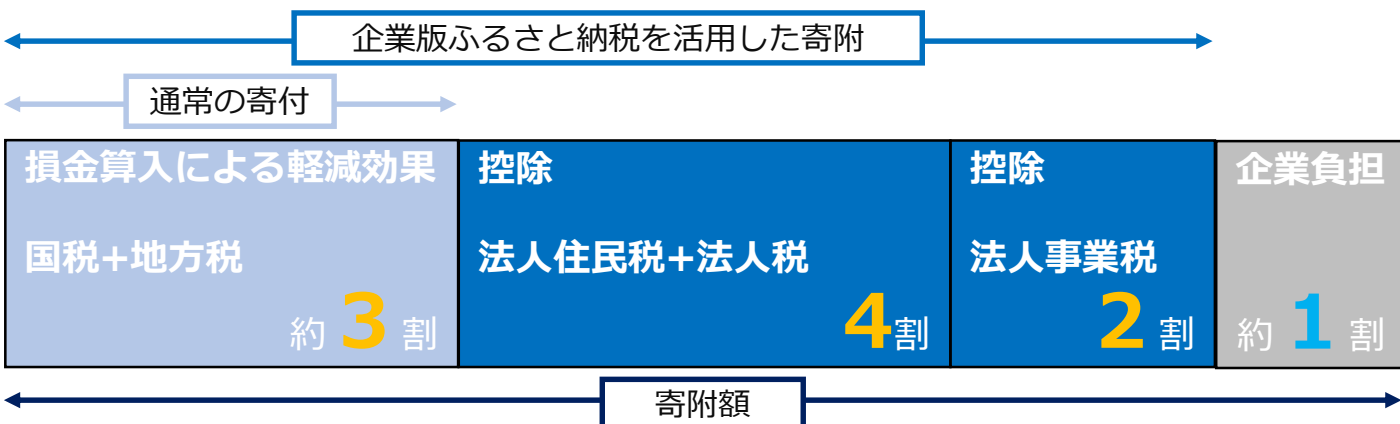 企業版ふるさと納税を活用した寄附
通常の寄付
損金算入による軽減効果
国税+地方税
約 3 割
控除
法人住民税+法人税
4割
控除
法人事業税
2 割
企業負担
約 1 割
寄附額